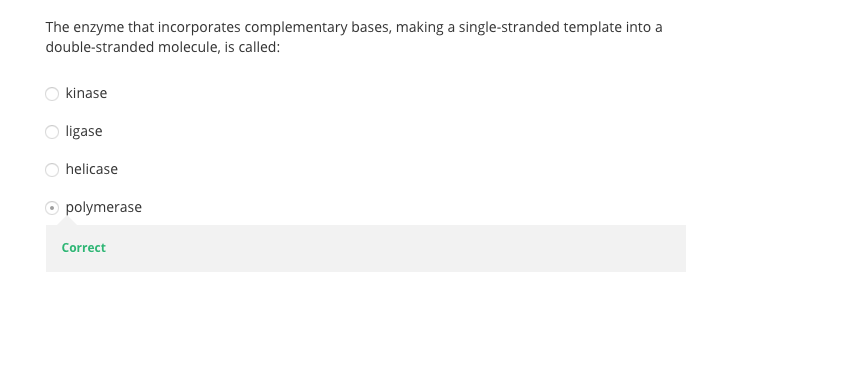 The enzyme that incorporates complementary bases, making a single-stranded template into a
double-stranded molecule, is called:
kinase
ligase
helicase
polymerase
Correct